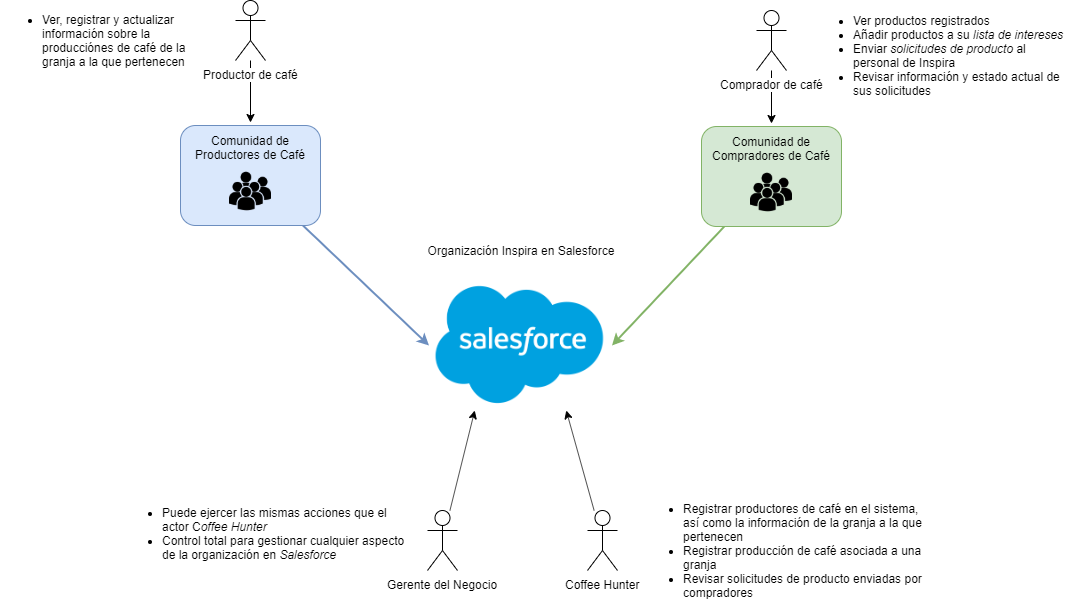 Ver, registrar y actualizar
información sobre la
producciónes de café de la
granja a la que pertenecen
Productor de café
Ver productos registrados
Añadir productos a su lista de intereses
Enviar solicitudes de producto al
personal de Inspira
Revisar información y estado actual de
sus solicitudes
Comprador de café
Comunidad de
Productores de Café
Comunidad de
Compradores de Café
Organización Inspira en Salesforce
salesforce
Puede ejercer las mismas acciones que el
actor Coffee Hunter
Control total para gestionar cualquier aspecto
de la organización en Salesforce
Gerente del Negocio
Coffee Hunter
Registrar productores de café en el sistema,
así como la información de la granja a la que
pertenecen
Registrar producción de café asociada a una
granja
Revisar solicitudes de producto enviadas por
compradores